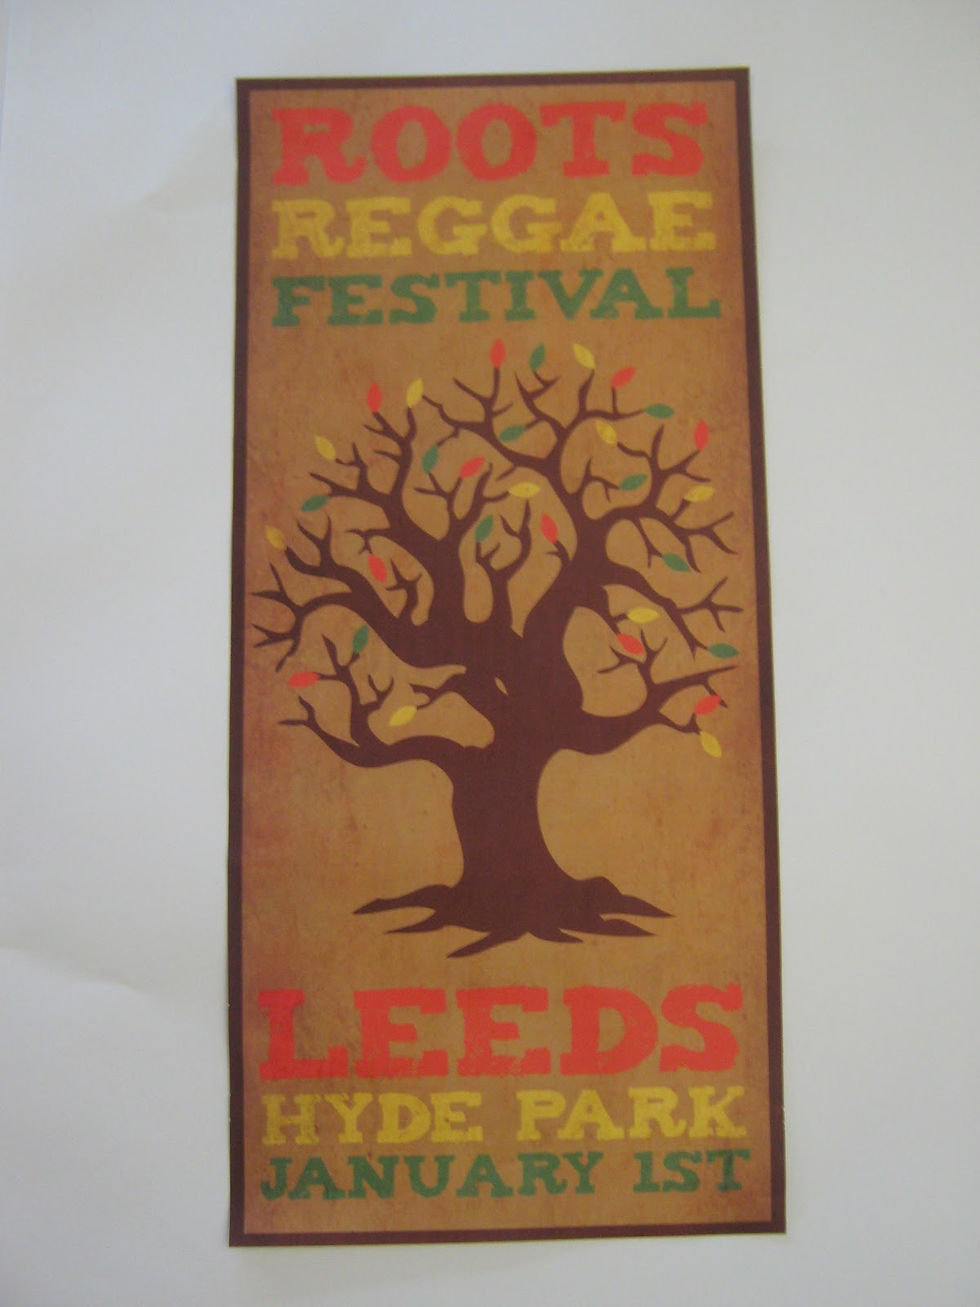 ROOTS
REGGAE
FESTIVAL
LEEDS
HYDE PARK
JANUARY 1ST